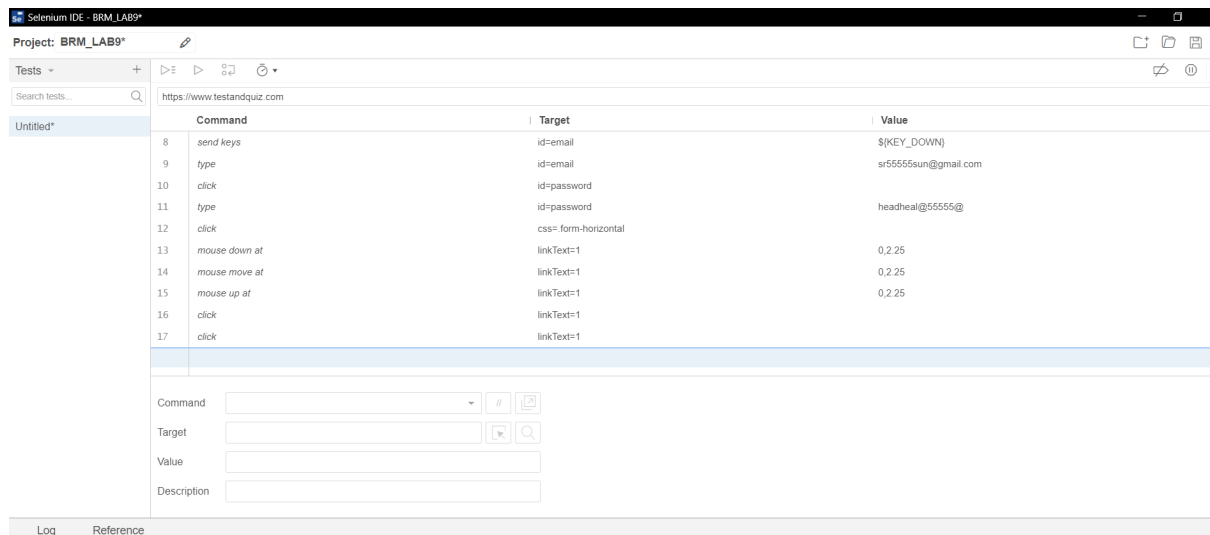 Se Selenium IDE - BRM_LAB9*
Project: BRM_LAB9*
Tests
Search tests...
https://www.testandquiz.com
Untitled*
Command Target Value
8 send keys id=email ${KEY_DOWN}
9 type id=email sr55555sun@gmail.com
10 click id=password
11 type id=password headheal@55555@
12 click css=.form-horizontal
13 mouse down at linkText=1 0,2.25
14 mouse move at linkText=1 0,2.25
15 mouse up at linkText=1 0,2.25
16 click linkText=1
17 click linkText=1
Command //
Target
Value
Description
Log Reference